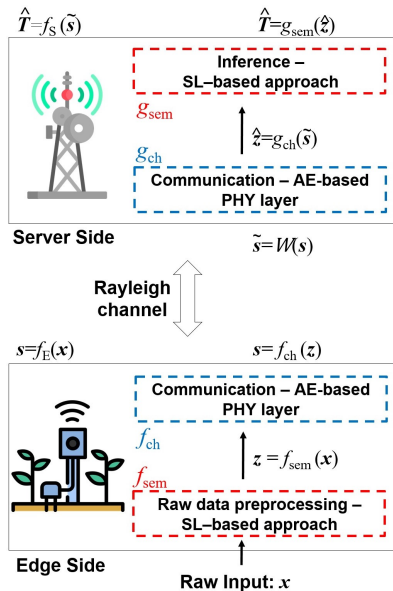 T̂=f_S(s̃)
T̂=g_sem(ẑ)
Inference –
SL–based approach
g_sem
ẑ=g_ch(s̃)
g_ch
Communication – AE-based
PHY layer
Server Side
s̃=W(s)
Rayleigh
channel
s=f_E(x)
s=f_ch(z)
Communication – AE-based
PHY layer
f_ch
z = f_sem(x)
f_sem
Raw data preprocessing –
SL–based approach
Edge Side
Raw Input: x